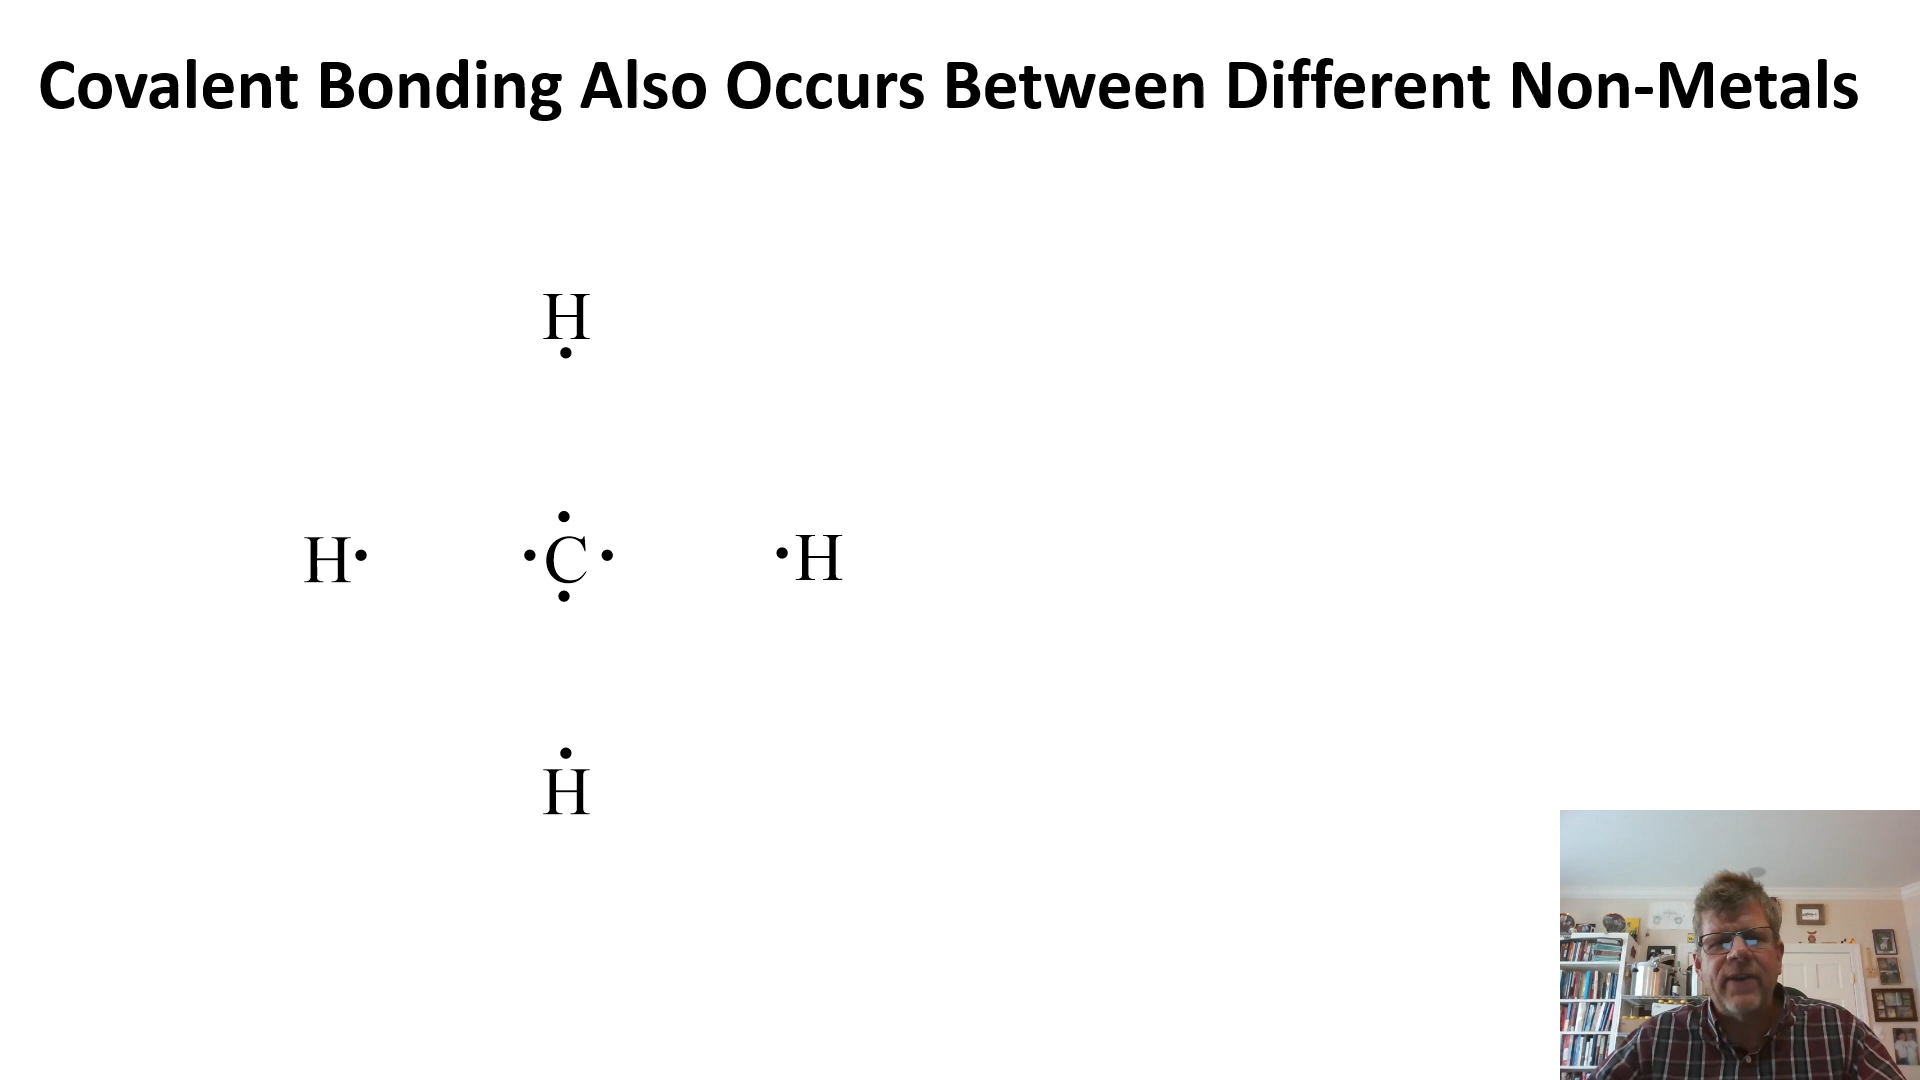 Covalent Bonding Also Occurs Between Different Non-Metals
H
H· ·C· ·H
H